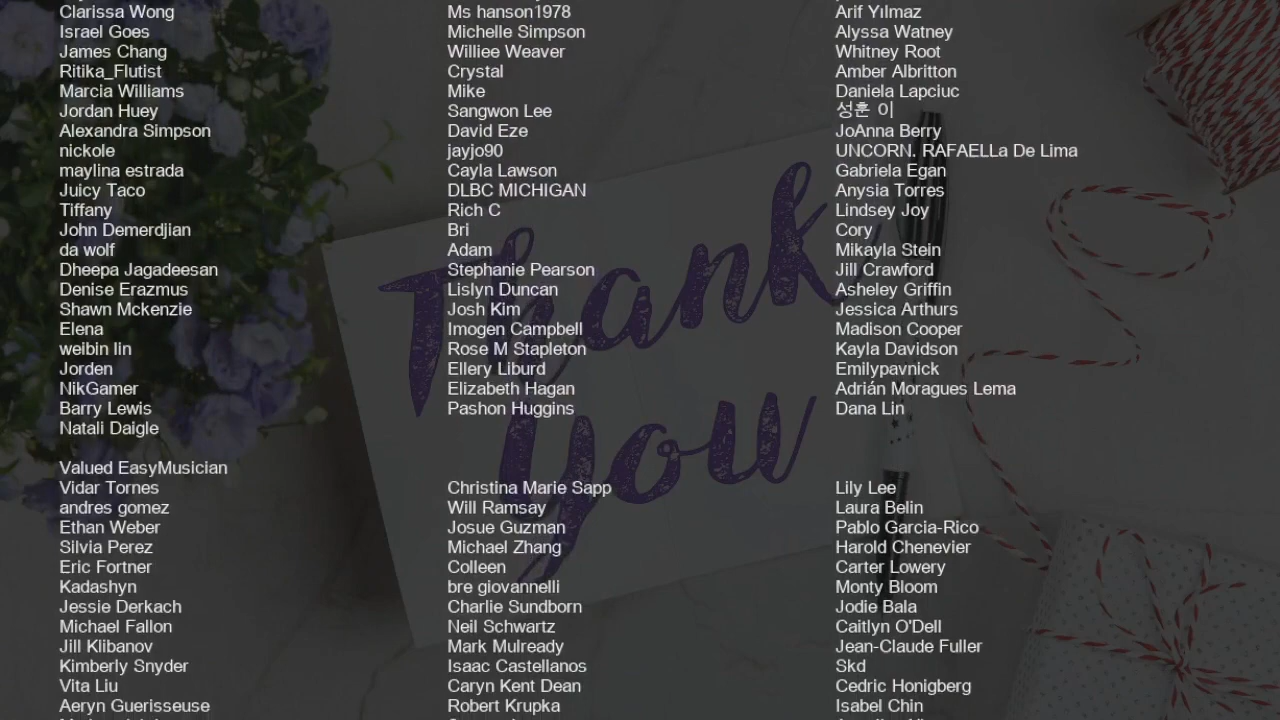 Clarissa Wong
Israel Goes
James Chang
Ritika_Flutist
Marcia Williams
Jordan Huey
Alexandra Simpson
nickole
maylina estrada
Juicy Taco
Tiffany
John Demerdjian
da wolf
Dheepa Jagadeesan
Denise Erazmus
Shawn Mckenzie
Elena
weibin lin
Jorden
NikGamer
Barry Lewis
Natali Daigle
Ms hanson1978
Michelle Simpson
Williee Weaver
Crystal
Mike
Sangwon Lee
David Eze
jayjo90
Cayla Lawson
DLBC MICHIGAN
Rich C
Bri
Adam
Stephanie Pearson
Lislyn Duncan
Josh Kim
Imogen Campbell
Rose M Stapleton
Ellery Liburd
Elizabeth Hagan
Pashon Huggins
Arif Yılmaz
Alyssa Watney
Whitney Root
Amber Albritton
Daniela Lapciuc
성훈 이
JoAnna Berry
UNCORN. RAFAELLa De Lima
Gabriela Egan
Anysia Torres
Lindsey Joy
Cory
Mikayla Stein
Jill Crawford
Asheley Griffin
Jessica Arthurs
Madison Cooper
Kayla Davidson
Emilypavnick
Adrián Moragues Lema
Dana Lin
Valued EasyMusician
Vidar Tornes
andres gomez
Ethan Weber
Silvia Perez
Eric Fortner
Kadashyn
Jessie Derkach
Michael Fallon
Jill Klibanov
Kimberly Snyder
Vita Liu
Aeryn Guerisseuse
Christina Marie Sapp
Will Ramsay
Josue Guzman
Michael Zhang
Colleen
bre giovannelli
Charlie Sundborn
Neil Schwartz
Mark Mulready
Isaac Castellanos
Caryn Kent Dean
Robert Krupka
Lily Lee
Laura Belin
Pablo Garcia-Rico
Harold Chenevier
Carter Lowery
Monty Bloom
Jodie Bala
Caitlyn O'Dell
Jean-Claude Fuller
Skd
Cedric Honigberg
Isabel Chin
Thank
you